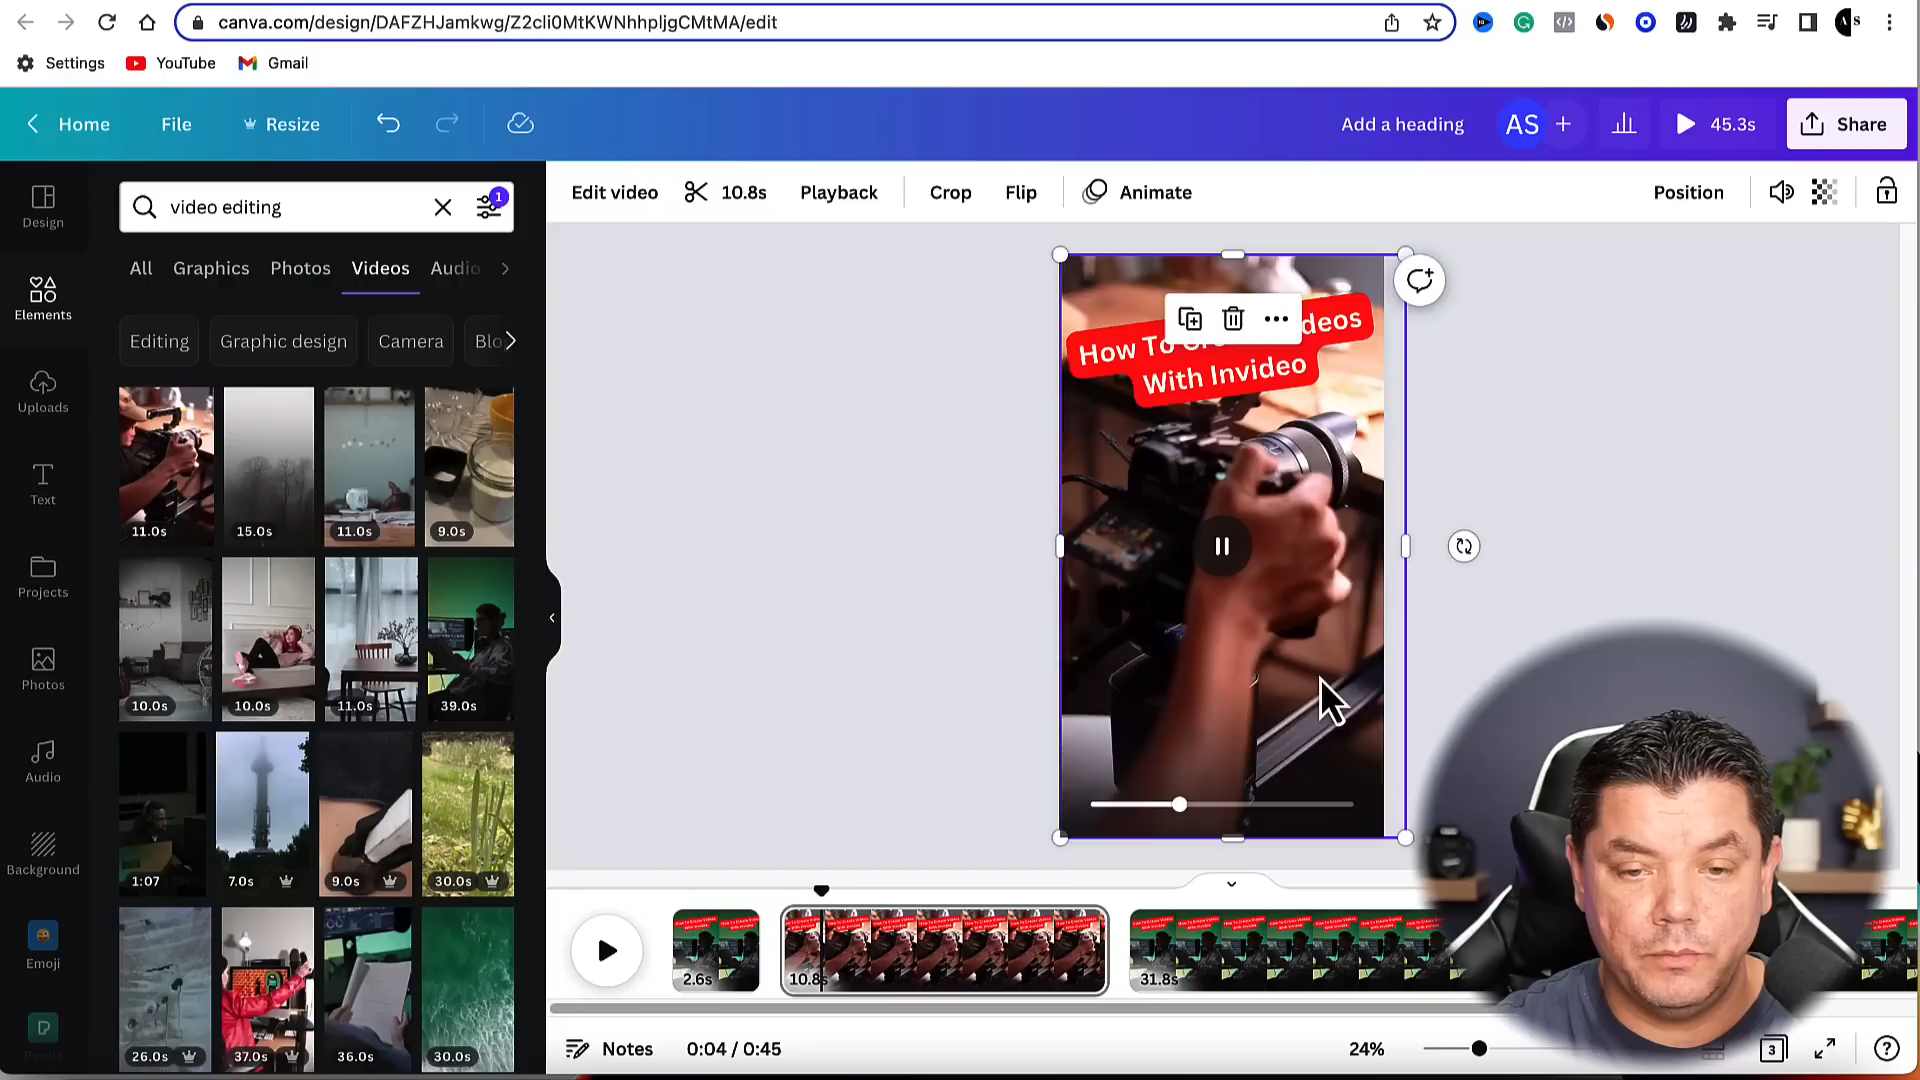 canva.com/design/DAFZHJamkwg/Z2cli0MtKWNhhpljgCMtMA/edit
Settings YouTube Gmail
Home File Resize Add a heading AS + 45.3s Share
Edit video 10.8s Playback Crop Flip Animate Position
Design
Elements
Uploads
Text
Projects
Photos
Audio
Background
Emoji
video editing 1
All Graphics Photos Videos Audio
Editing Graphic design Camera Blo
11.0s 15.0s 11.0s 9.0s
10.0s 10.0s 11.0s 39.0s
1:07 7.0s 9.0s 30.0s
26.0s 37.0s 36.0s 30.0s
How To deos
With Invideo
2.6s 10.8s 31.8s
Notes 0:04 / 0:45 24% 3